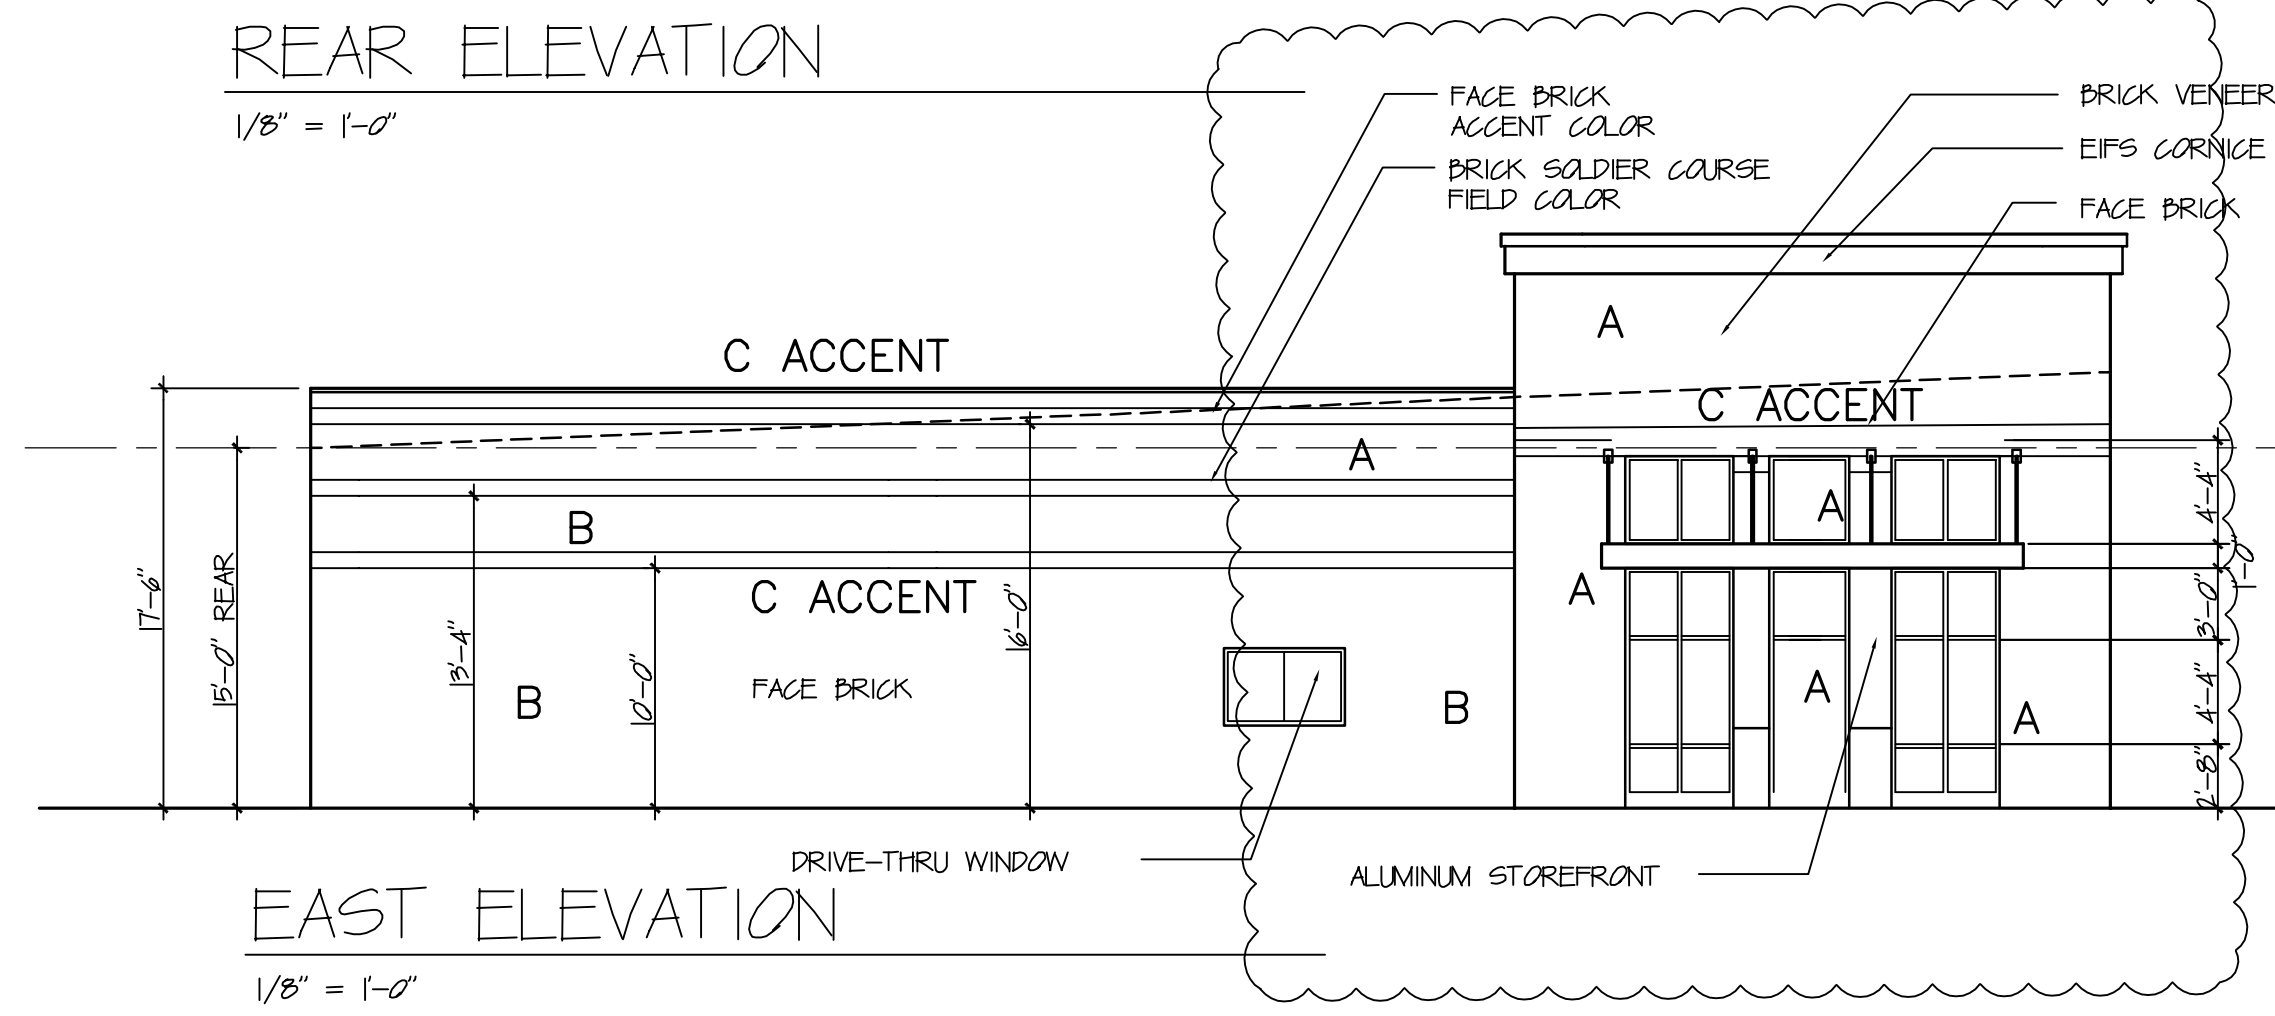 REAR ELEVATION
1/8" = 1'-0"
FACE BRICK
ACCENT COLOR
BRICK SOLDIER COURSE
FIELD COLOR
BRICK VENEER
EIFS CORNICE
FACE BRICK
A
C ACCENT
C ACCENT
A
A
B
C ACCENT
A
FACE BRICK
B
B
A
A
17'-6"
15'-0" REAR
13'-4"
10'-0"
16'-0"
4'-4"
1'-0"
3'-0"
4'-4"
2'-8"
DRIVE-THRU WINDOW
ALUMINUM STOREFRONT
EAST ELEVATION
1/8" = 1'-0"